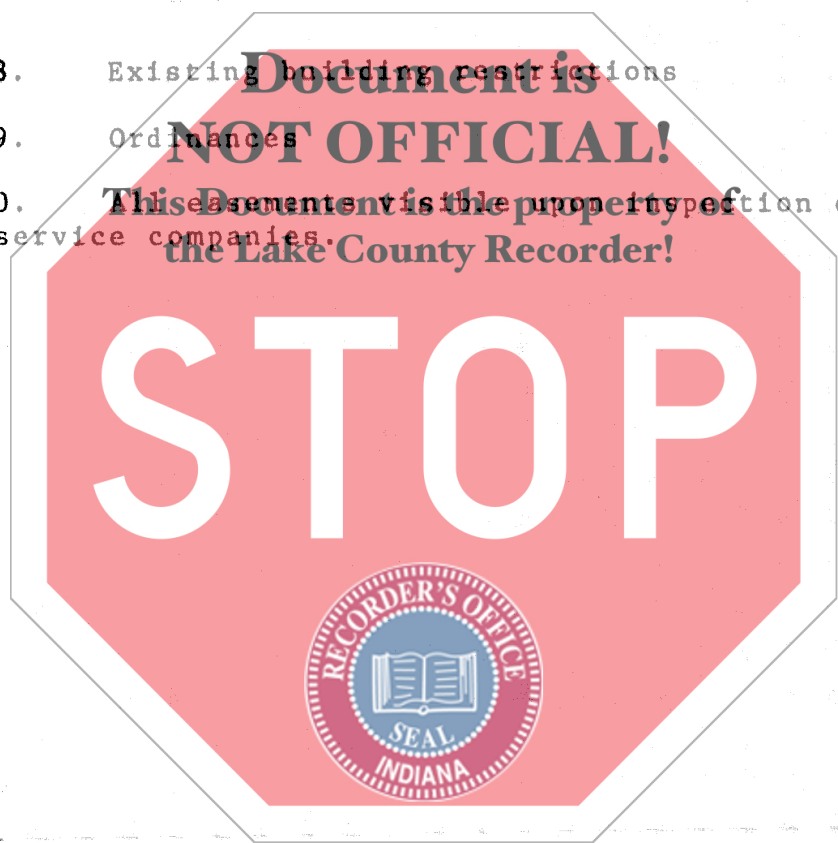 8. Existing building restrictions
Document is
9. Ordinances
NOT OFFICIAL!
0. All easements visible upon inspection
This Document is the property of
service companies.
the Lake County Recorder!
STOP
RECORDER'S OFFICE
SEAL
INDIANA